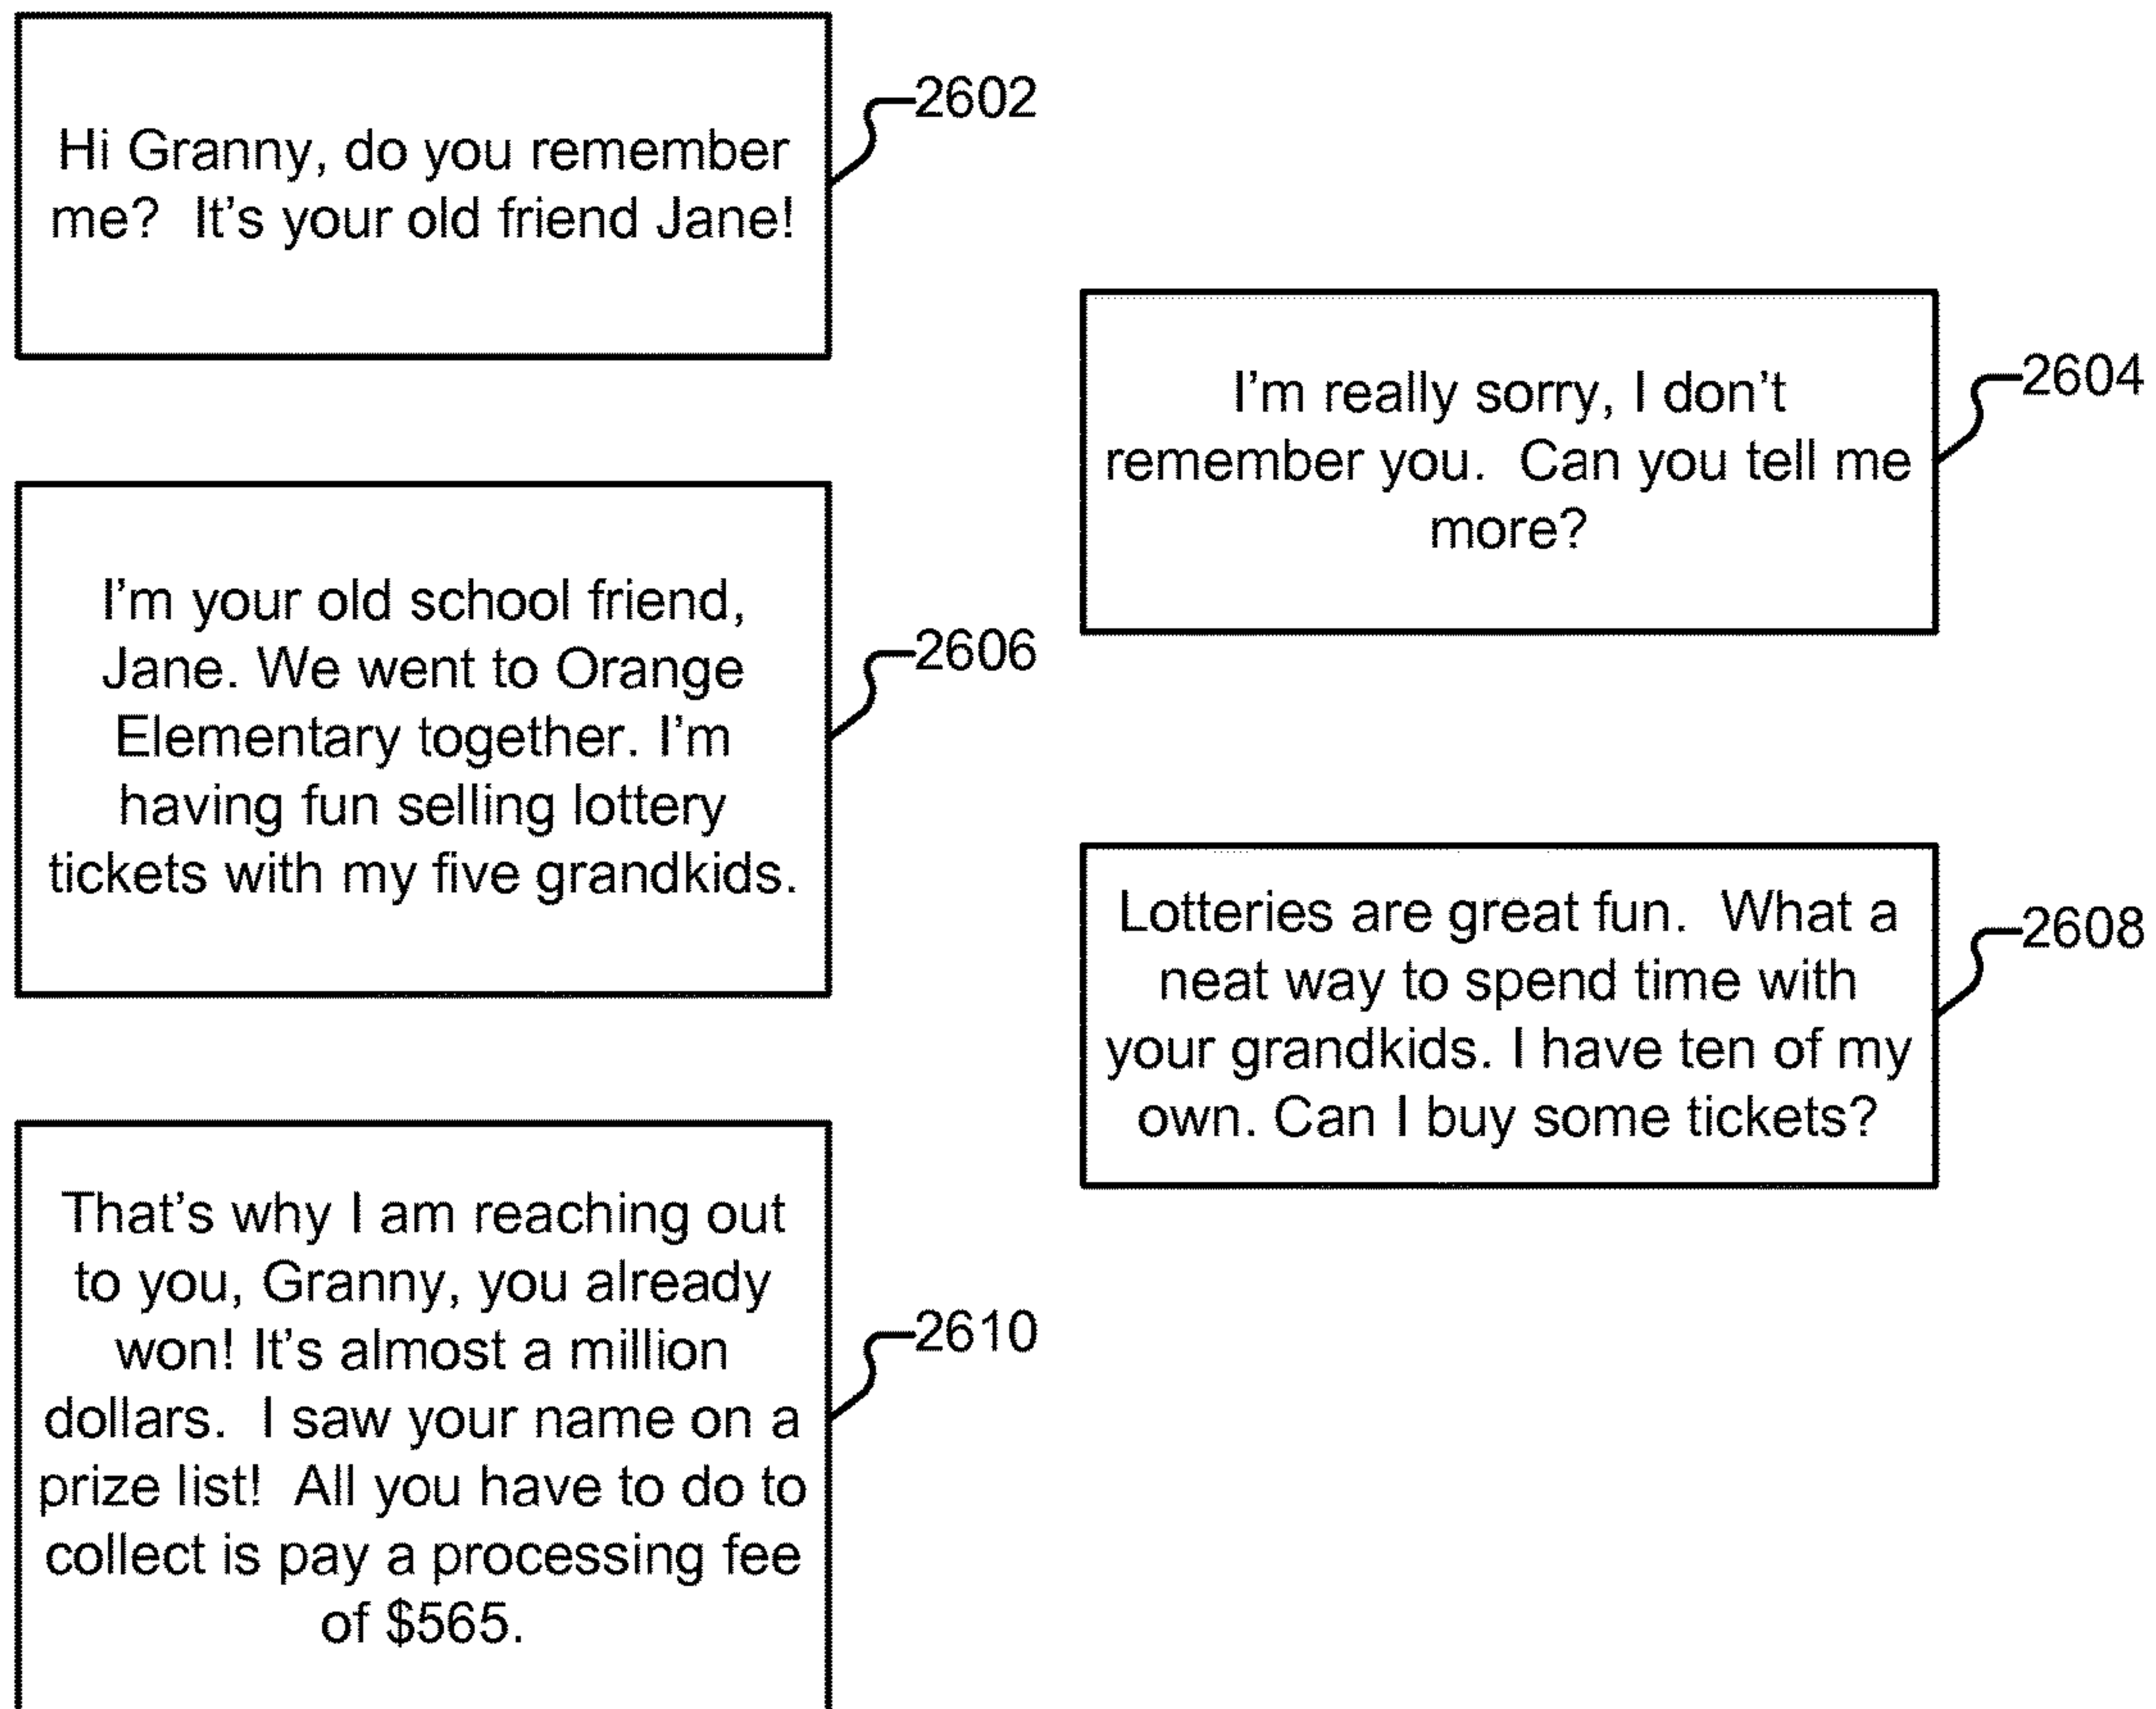 Hi Granny, do you remember
me?  It's your old friend Jane!
2602
I'm really sorry, I don't
remember you.  Can you tell me
more?
2604
I'm your old school friend,
Jane. We went to Orange
Elementary together. I'm
having fun selling lottery
tickets with my five grandkids.
2606
Lotteries are great fun.  What a
neat way to spend time with
your grandkids. I have ten of my
own. Can I buy some tickets?
2608
That's why I am reaching out
to you, Granny, you already
won! It's almost a million
dollars.  I saw your name on a
prize list!  All you have to do to
collect is pay a processing fee
of $565.
2610